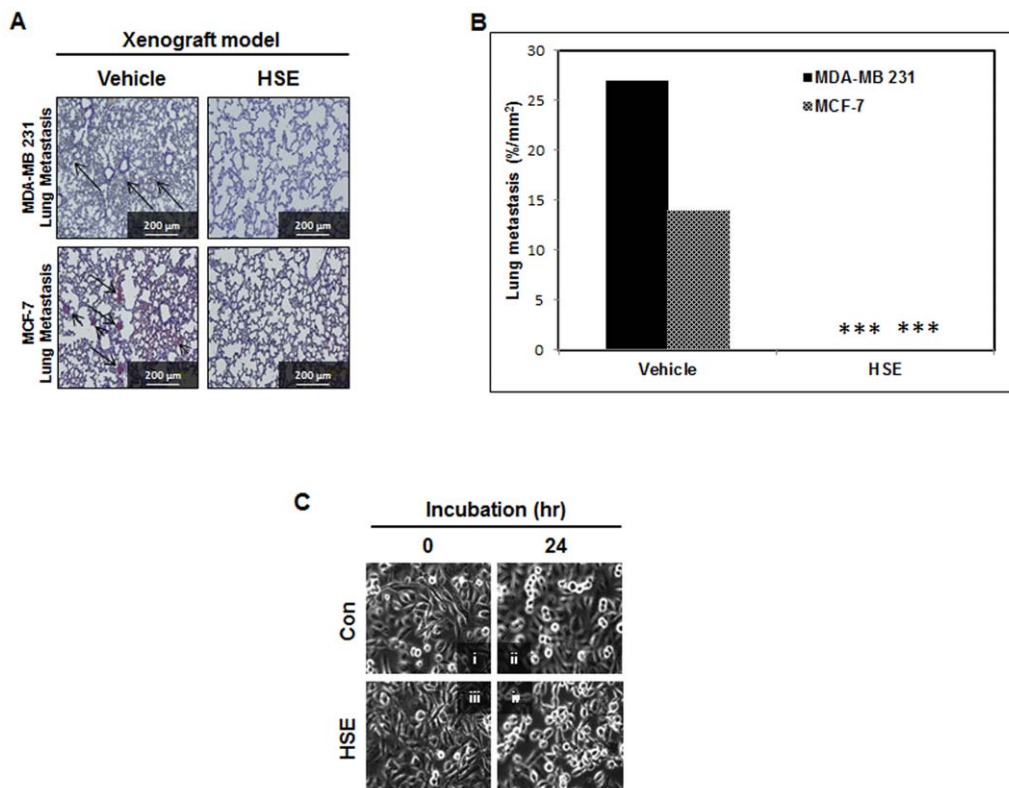 A
Xenograft model
Vehicle HSE
MDA-MB 231
Lung Metastasis
200 µm
200 µm
MCF-7
Lung Metastasis
200 µm
200 µm
B
30
25
20
15
10
5
0
Lung metastasis (%/mm²)
MDA-MB 231
MCF-7
*** ***
Vehicle HSE
C
Incubation (hr)
0 24
Con
i ii
HSE
iii iv